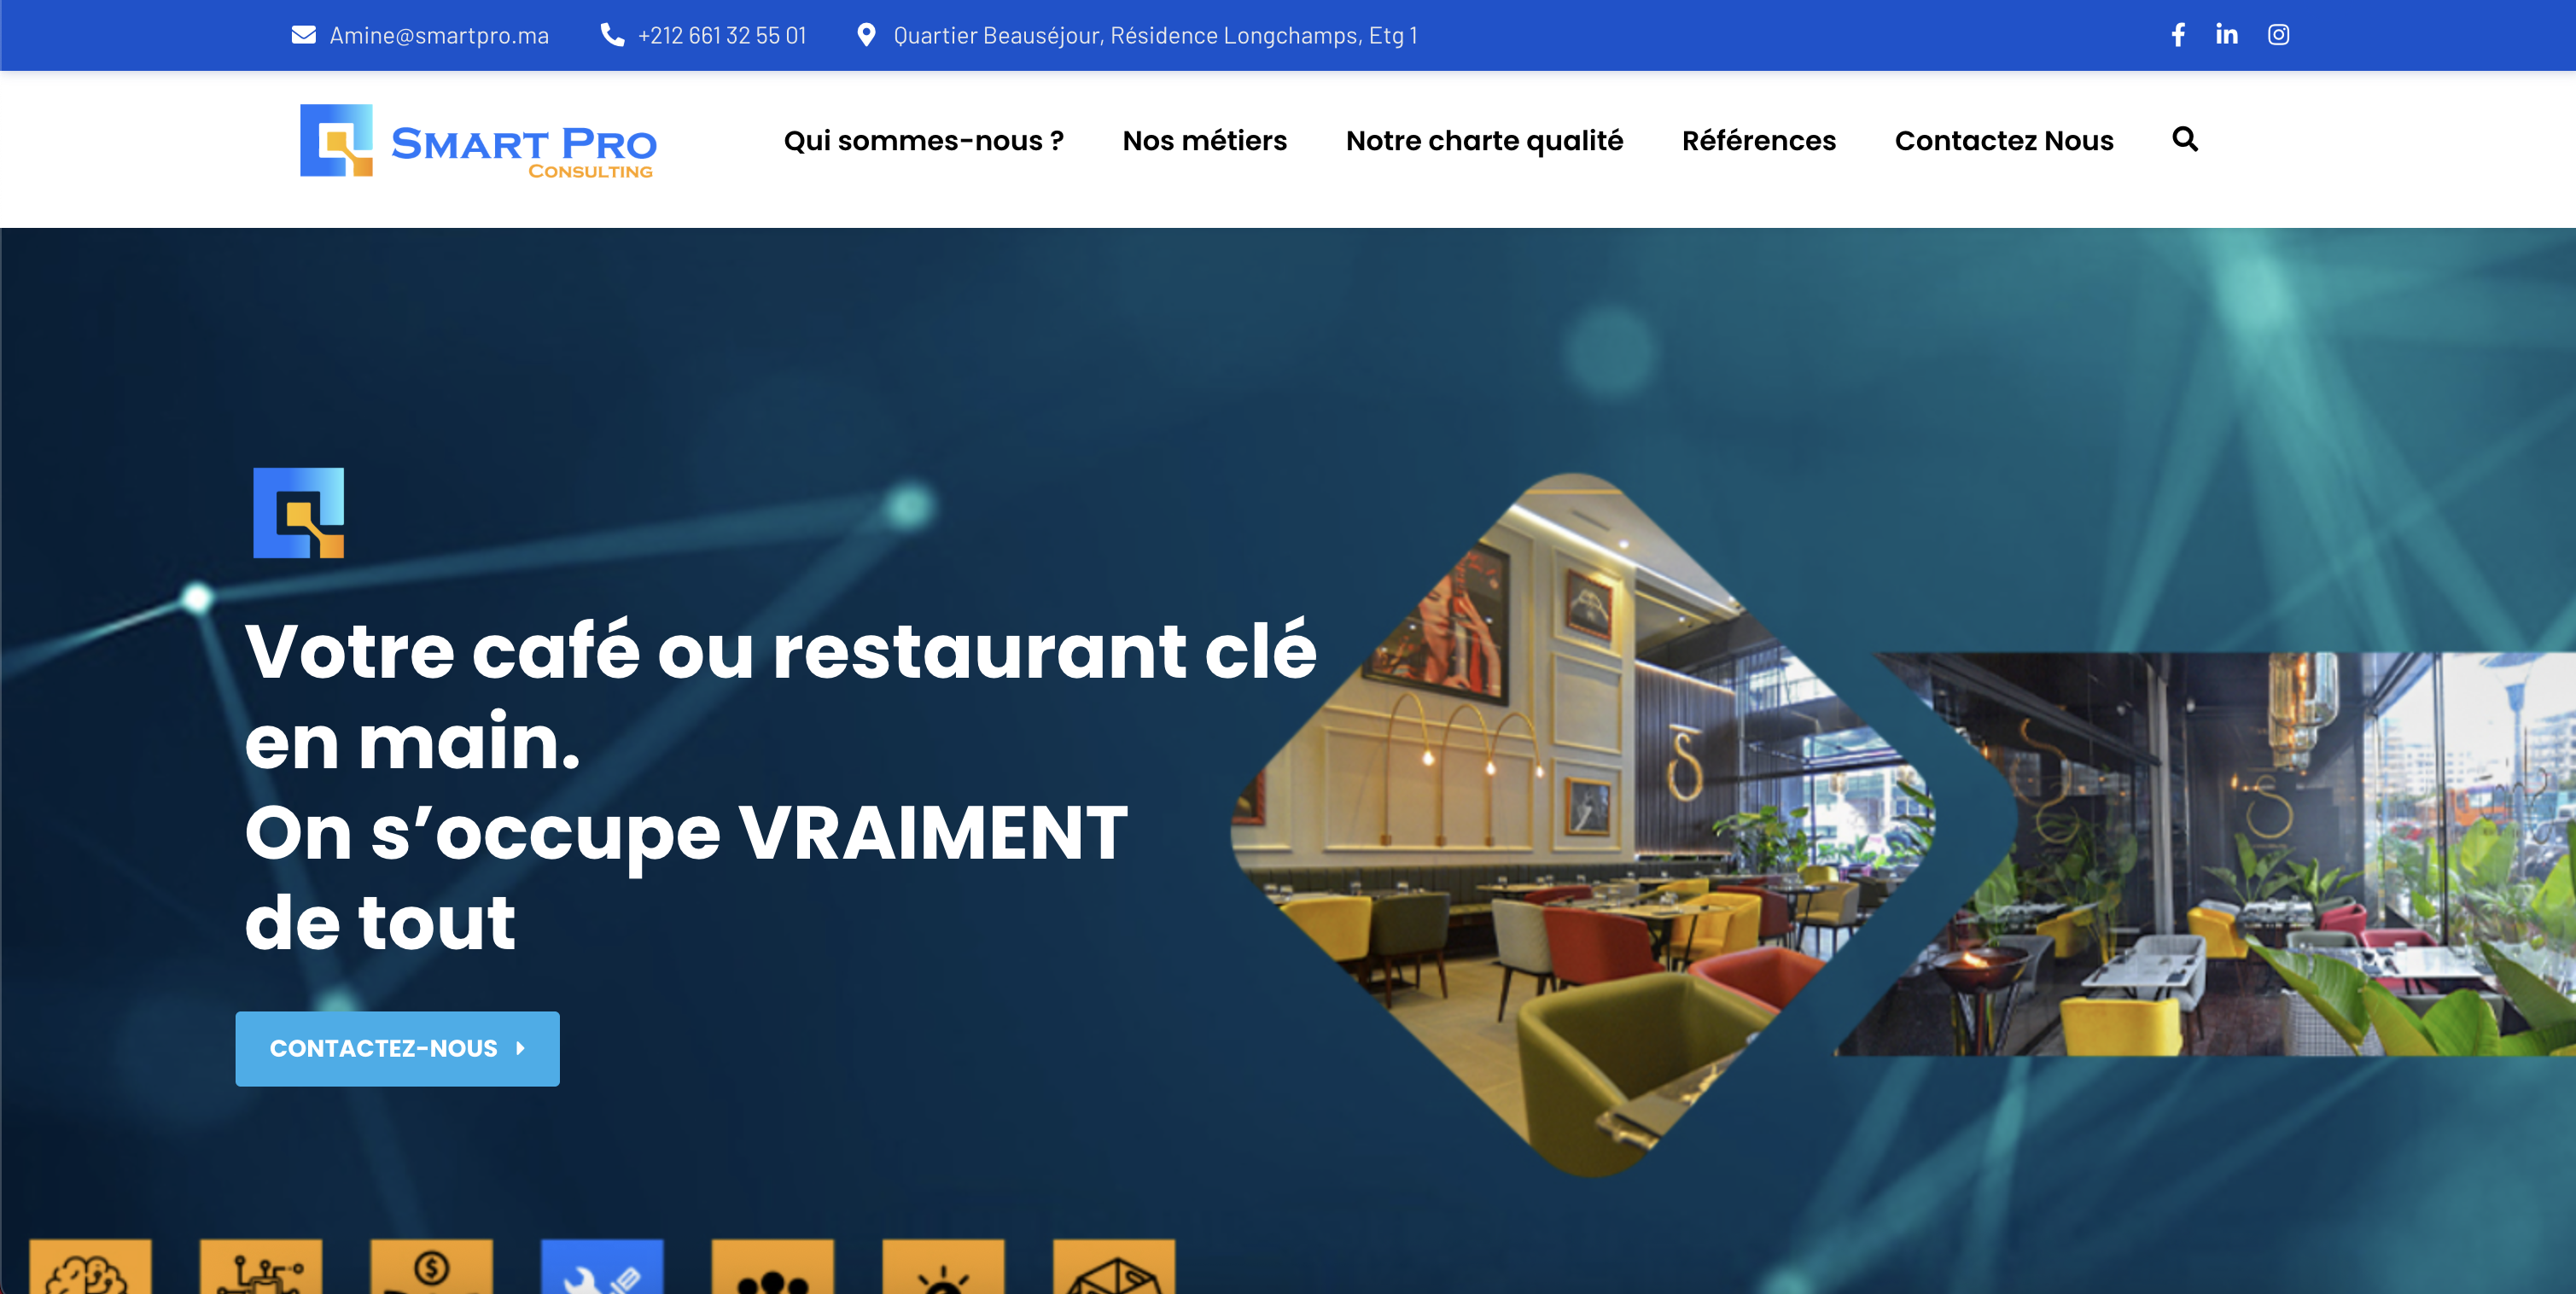 Amine@smartpro.ma
+212 661 32 55 01
Quartier Beauséjour, Résidence Longchamps, Etg 1
SMART PRO
CONSULTING
Qui sommes-nous ?
Nos métiers
Notre charte qualité
Références
Contactez Nous
Votre café ou restaurant clé
en main.
On s’occupe VRAIMENT
de tout
CONTACTEZ-NOUS